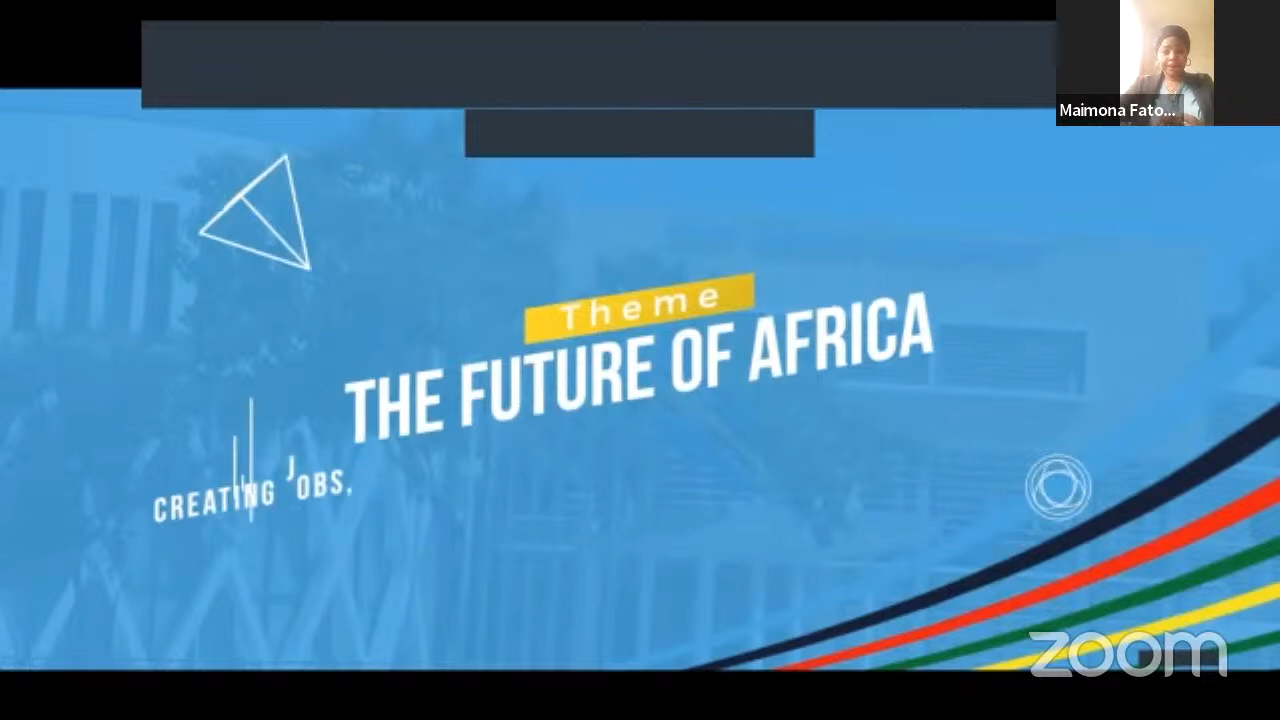 Maimona Fato...
Theme
THE FUTURE OF AFRICA
CREATING JOBS,
zoom